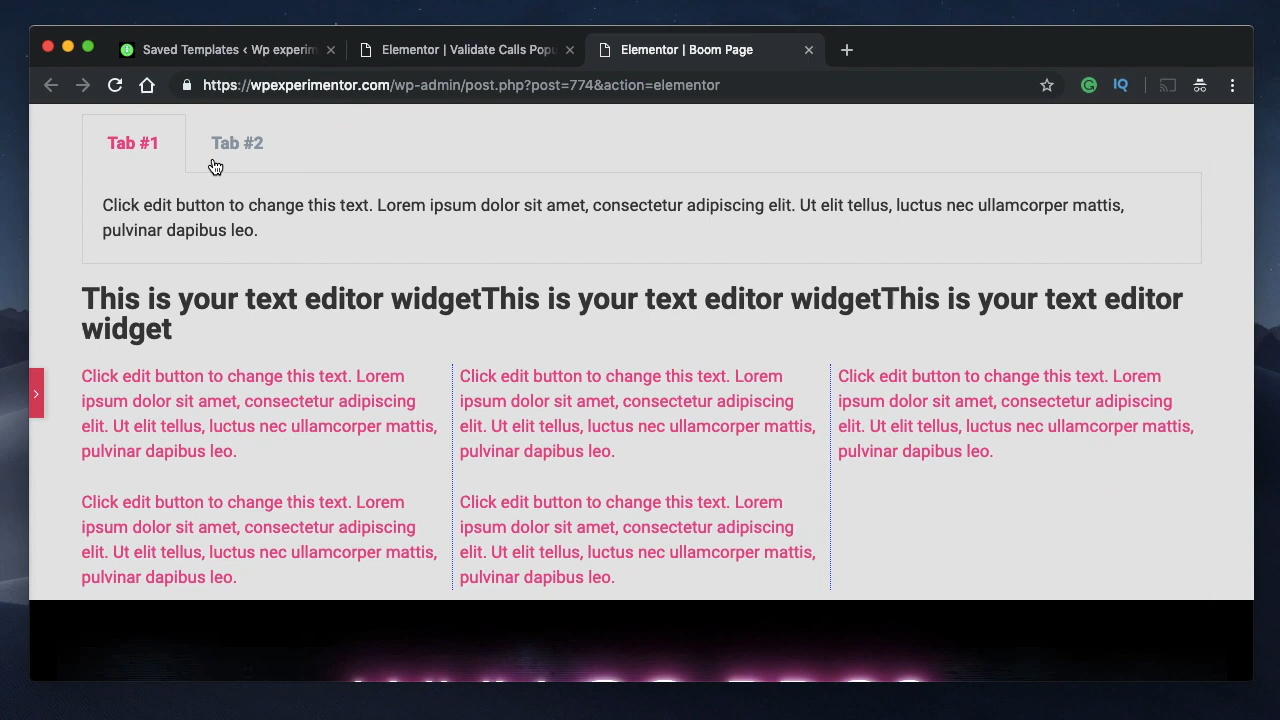 Saved Templates ‹ Wp experim
Elementor | Validate Calls Popu
Elementor | Boom Page
https://wpexperimentor.com/wp-admin/post.php?post=774&action=elementor
IQ
Tab #1
Tab #2
Click edit button to change this text. Lorem ipsum dolor sit amet, consectetur adipiscing elit. Ut elit tellus, luctus nec ullamcorper mattis,
pulvinar dapibus leo.
This is your text editor widgetThis is your text editor widgetThis is your text editor
widget
Click edit button to change this text. Lorem
ipsum dolor sit amet, consectetur adipiscing
elit. Ut elit tellus, luctus nec ullamcorper mattis,
pulvinar dapibus leo.
Click edit button to change this text. Lorem
ipsum dolor sit amet, consectetur adipiscing
elit. Ut elit tellus, luctus nec ullamcorper mattis,
pulvinar dapibus leo.
Click edit button to change this text. Lorem
ipsum dolor sit amet, consectetur adipiscing
elit. Ut elit tellus, luctus nec ullamcorper mattis,
pulvinar dapibus leo.
Click edit button to change this text. Lorem
ipsum dolor sit amet, consectetur adipiscing
elit. Ut elit tellus, luctus nec ullamcorper mattis,
pulvinar dapibus leo.
Click edit button to change this text. Lorem
ipsum dolor sit amet, consectetur adipiscing
elit. Ut elit tellus, luctus nec ullamcorper mattis,
pulvinar dapibus leo.